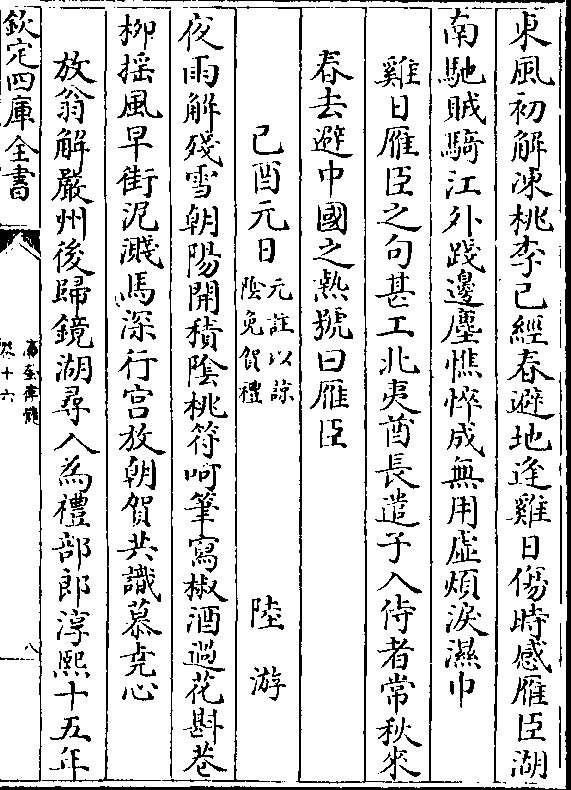 東風初解凍桃李已經春避地逢雞日傷時感雁臣湖
南馳賊騎江外踐邊塵憔悴成無用虛煩淚濕巾
雞日雁臣之句甚工北夷酋長遣子入侍者常秋來
春去避中國之熱號曰雁臣
己酉元日元註以諒陰免賀禮 陸游
夜雨解殘雪朝陽開積陰桃符呵筆寫椒酒過花斟巷
柳揺風早街泥濺馬深行宫放朝賀共識慕堯心
放翁解嚴州後歸鏡湖尋入為禮部郎淳熙十五年
欽定四庫全書
卷十六
八